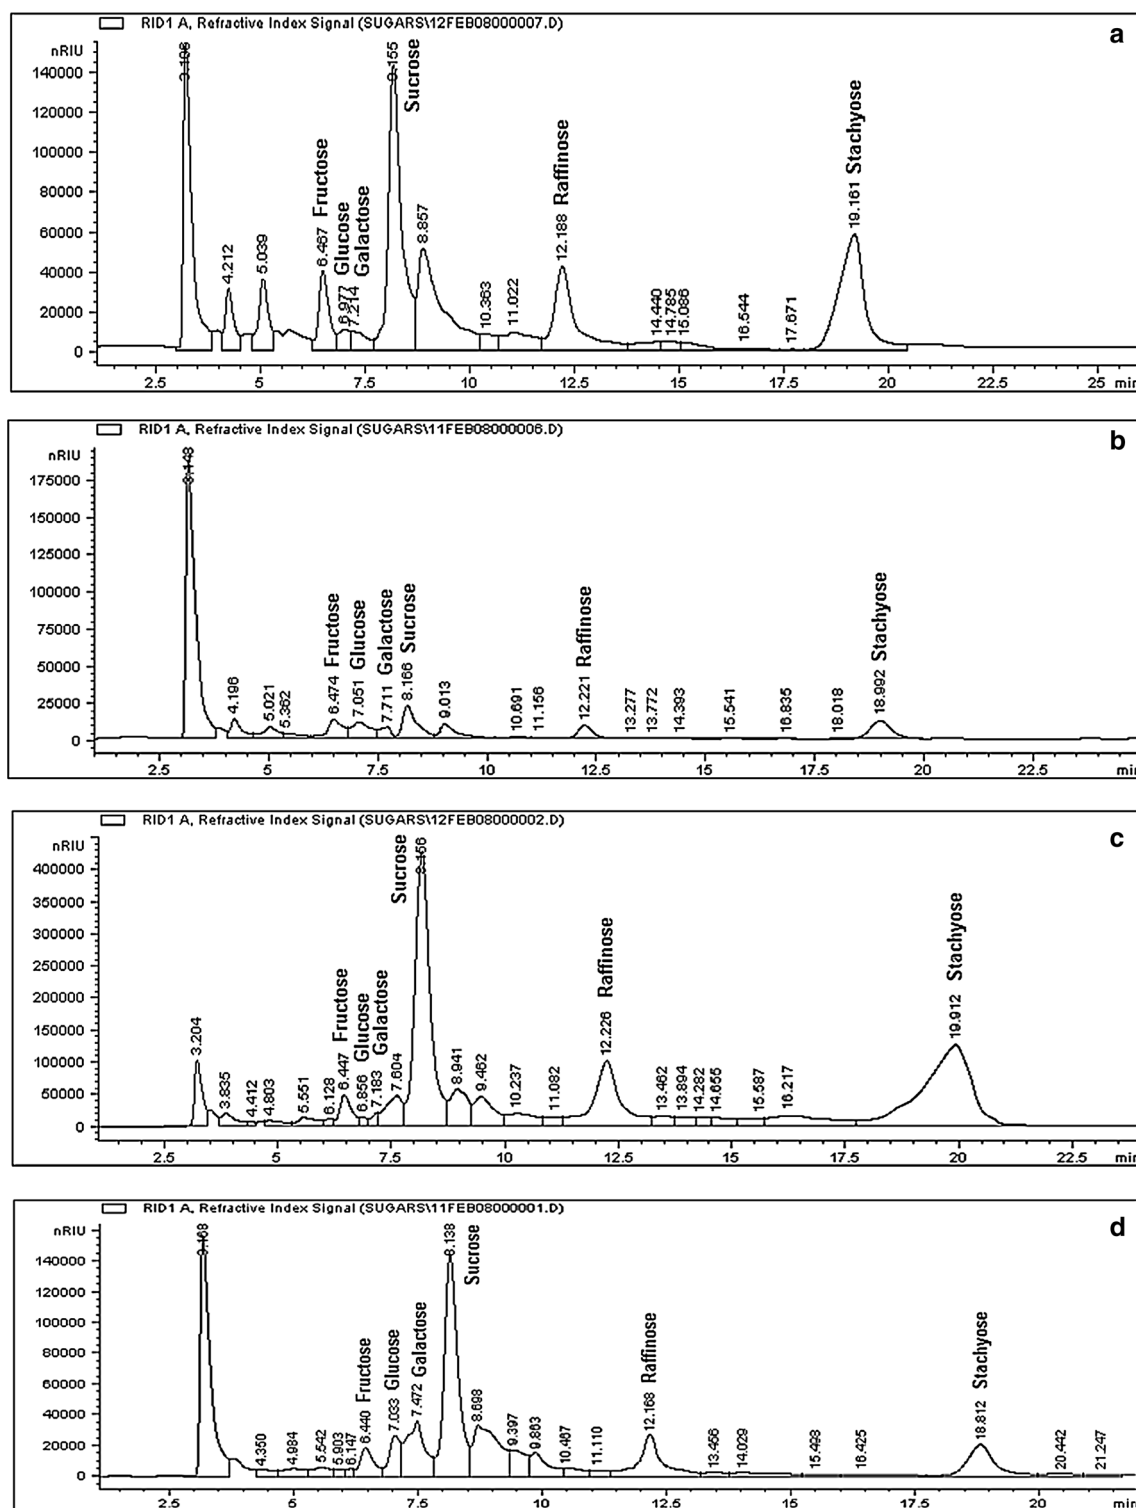 RID1 A, Refractive Index Signal (SUGARS\12FEB08000007.D)
a
nRIU
140000
120000
100000
80000
60000
40000
20000
0
4.212
5.039
6.467 Fructose
6.977 Glucose
7.214 Galactose
8.155 Sucrose
8.857
10.363
11.022
12.188 Raffinose
14.440
14.785
15.086
16.544
17.671
19.161 Stachyose
2.5 5 7.5 10 12.5 15 17.5 20 22.5 25 min
RID1 A, Refractive Index Signal (SUGARS\11FEB08000006.D)
b
nRIU
175000
150000
125000
100000
75000
50000
25000
0
3.143
4.196
5.021
5.362
6.474 Fructose
7.051 Glucose
7.711 Galactose
8.166 Sucrose
9.013
10.691
11.156
12.221 Raffinose
13.277
13.772
14.393
15.541
16.835
18.018
18.992 Stachyose
2.5 5 7.5 10 12.5 15 17.5 20 22.5 min
RID1 A, Refractive Index Signal (SUGARS\12FEB08000002.D)
c
nRIU
400000
350000
300000
250000
200000
150000
100000
50000
0
3.204
3.835
4.412
4.803
5.551
6.128
6.447 Fructose
6.856 Glucose
7.183 Galactose
7.604
Sucrose
8.156
8.941
9.462
10.237
11.082
12.226 Raffinose
13.462
13.894
14.282
14.655
15.587
16.217
19.912 Stachyose
2.5 5 7.5 10 12.5 15 17.5 20 22.5 min
RID1 A, Refractive Index Signal (SUGARS\11FEB08000001.D)
d
nRIU
140000
120000
100000
80000
60000
40000
20000
0
3.168
4.350
4.984
5.542
5.903
6.147
6.440 Fructose
7.033 Glucose
7.472 Galactose
8.138 Sucrose
8.698
9.397
9.863
10.467
11.110
12.168 Raffinose
13.456
14.029
15.493
16.425
18.812 Stachyose
20.442
21.247
2.5 5 7.5 10 12.5 15 17.5 20 min